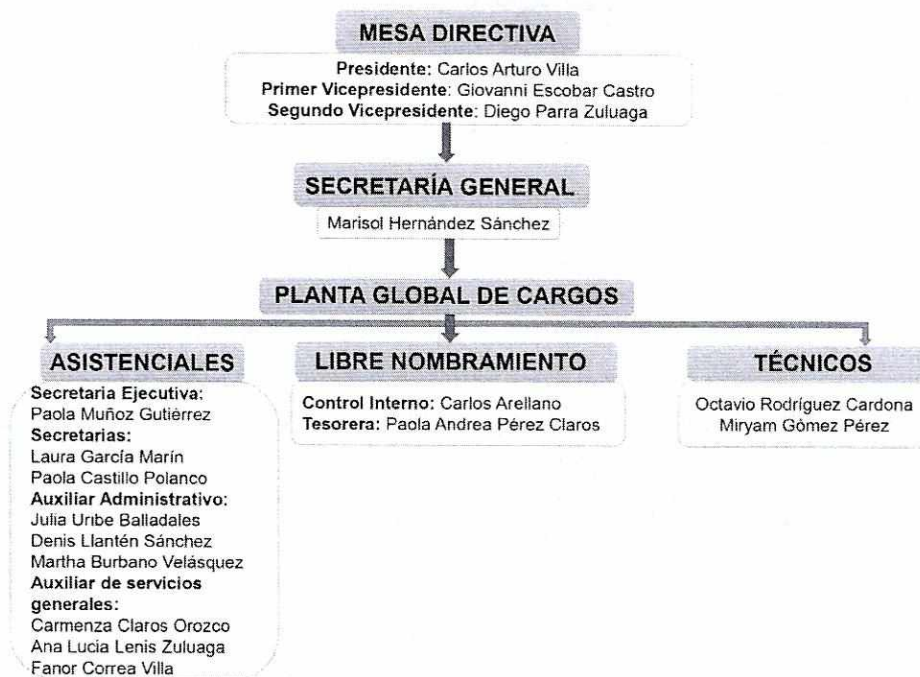 MESA DIRECTIVA
Presidente: Carlos Arturo Villa
Primer Vicepresidente: Giovanni Escobar Castro
Segundo Vicepresidente: Diego Parra Zuluaga
SECRETARÍA GENERAL
Marisol Hernández Sánchez
PLANTA GLOBAL DE CARGOS
ASISTENCIALES
Secretaria Ejecutiva:
Paola Muñoz Gutiérrez
Secretarias:
Laura García Marín
Paola Castillo Polanco
Auxiliar Administrativo:
Julia Uribe Balladales
Denis Llantén Sánchez
Martha Burbano Velásquez
Auxiliar de servicios
generales:
Carmenza Claros Orozco
Ana Lucia Lenis Zuluaga
Fanor Correa Villa
LIBRE NOMBRAMIENTO
Control Interno: Carlos Arellano
Tesorera: Paola Andrea Pérez Claros
TÉCNICOS
Octavio Rodríguez Cardona
Miryam Gómez Pérez